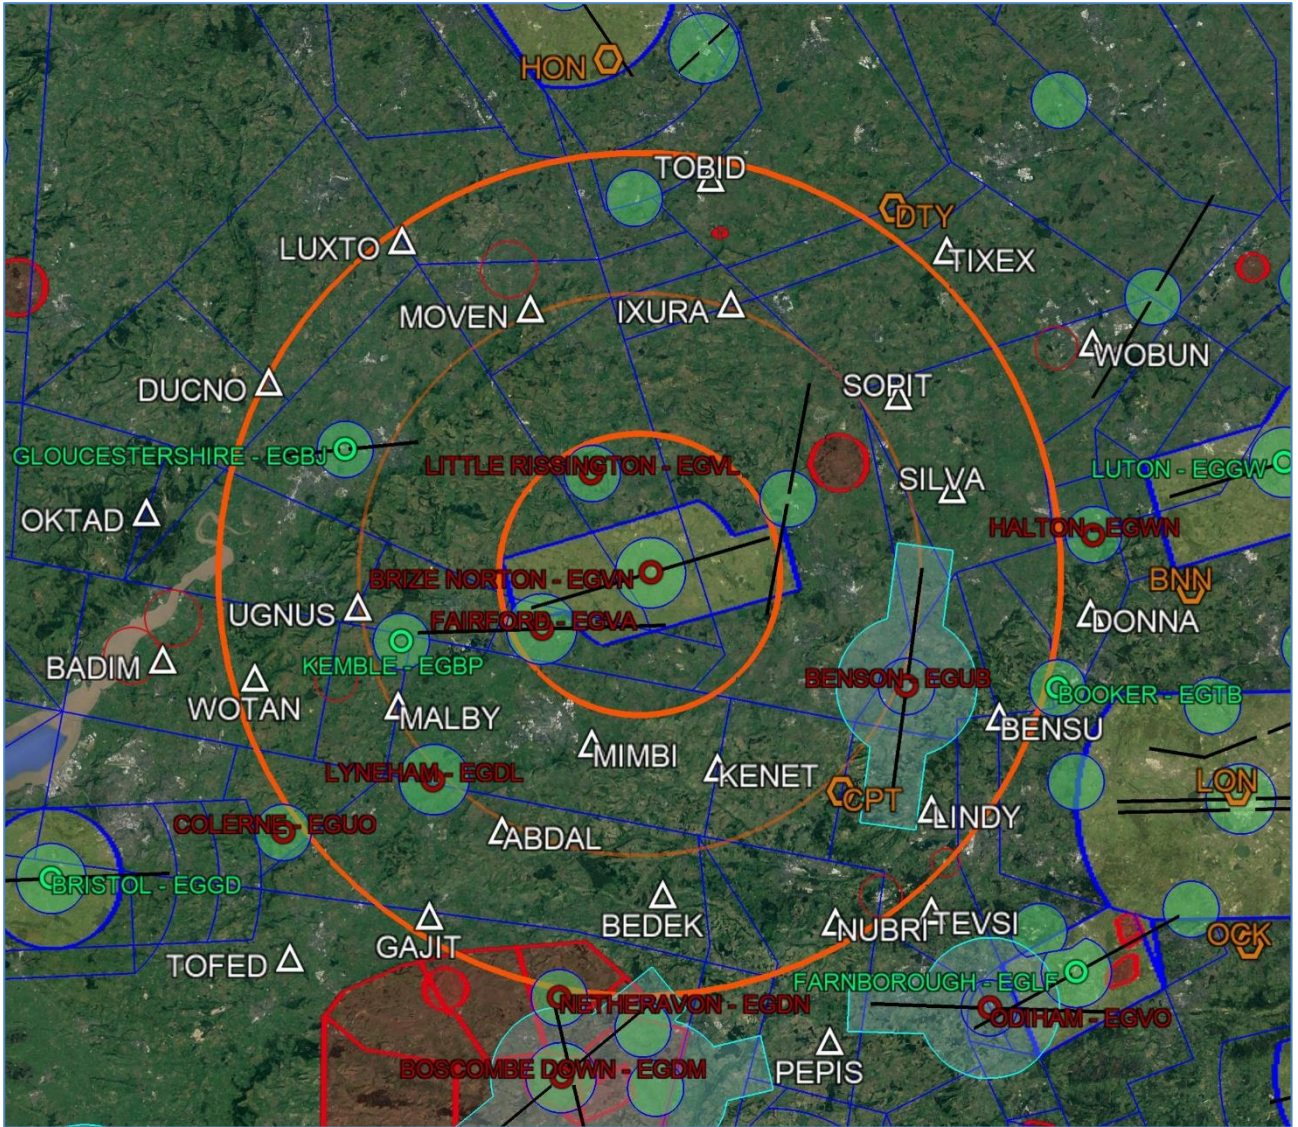 HON
TOBID
DTY
LUXTO
TIXEX
MOVEN
IXURA
WOBUN
DUCNO
SOPIT
GLOUCESTERSHIRE - EGBJ
LITTLE RISSINGTON - EGVL
LUTON - EGGW
SILVA
OKTAD
HALTON - EGWN
BRIZE NORTON - EGVN
BNN
UGNUS
FAIRFORD - EGVA
DONNA
BADIM
KEMBLE - EGBP
BENSON - EGUB
BOOKER - EGTB
WOTAN
MALBY
BENSU
MIMBI
LYNEHAM - EGDL
KENET
LON
CPT
COLERNE - EGUO
LINDY
ABDAL
BRISTOL - EGGD
BEDEK
NUBRI
TEVSI
GAJIT
OCK
TOFED
FARNBOROUGH - EGLF
NETHERAVON - EGDN
ODIHAM - EGVO
BOSCOMBE DOWN - EGDM
PEPIS